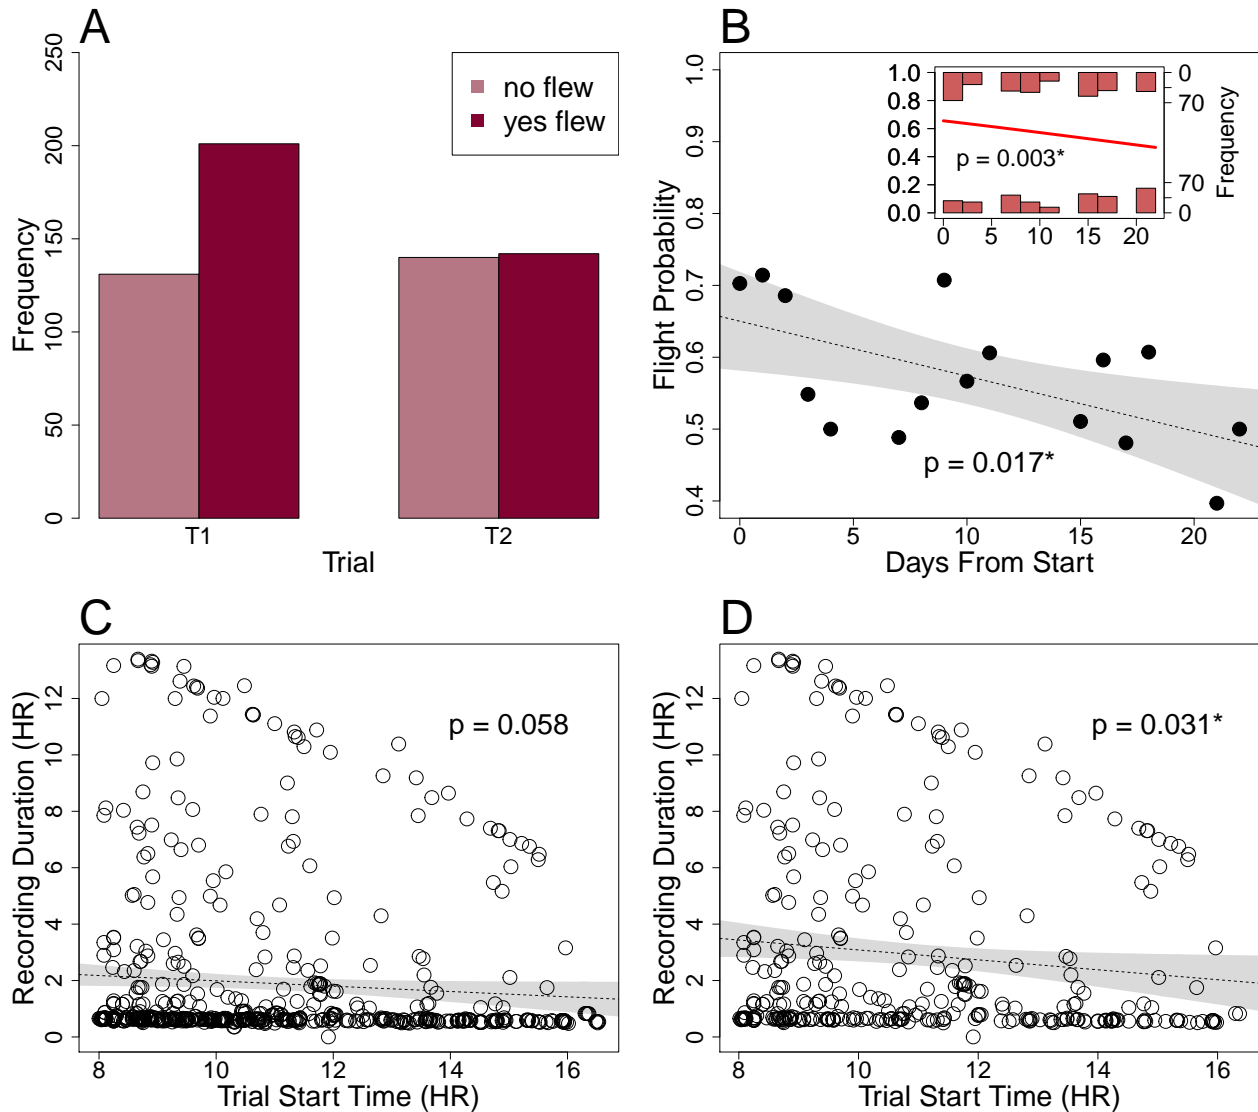 A
250
200
150
100
50
0
Frequency
no flew
yes flew
T1
T2
Trial
B
1.0
0.9
0.8
0.7
0.6
0.5
0.4
Flight Probability
1.0
0.8
0.6
0.4
0.2
0.0
0
70
70
0
Frequency
p = 0.003*
0 5 10 15 20
p = 0.017*
0 5 10 15 20
Days From Start
C
12
10
8
6
4
2
0
Recording Duration (HR)
p = 0.058
8 10 12 14 16
Trial Start Time (HR)
D
12
10
8
6
4
2
0
Recording Duration (HR)
p = 0.031*
8 10 12 14 16
Trial Start Time (HR)